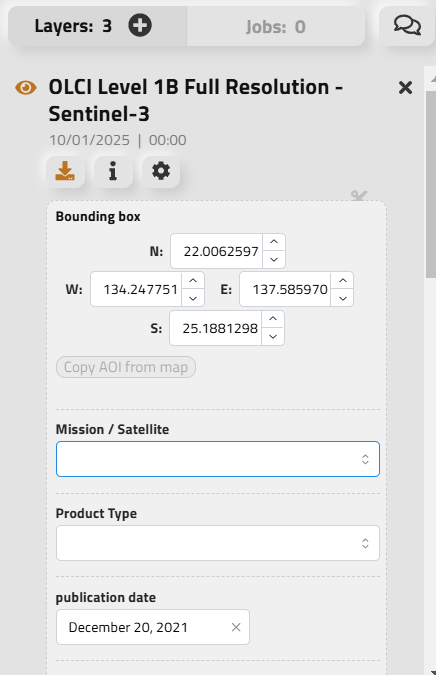 Layers: 3
Jobs: 0
OLCI Level 1B Full Resolution -
Sentinel-3
10/01/2025 | 00:00
Bounding box
N: 22.0062597
W: 134.247751 E: 137.585970
S: 25.1881298
Copy AOI from map
Mission / Satellite
Product Type
publication date
December 20, 2021